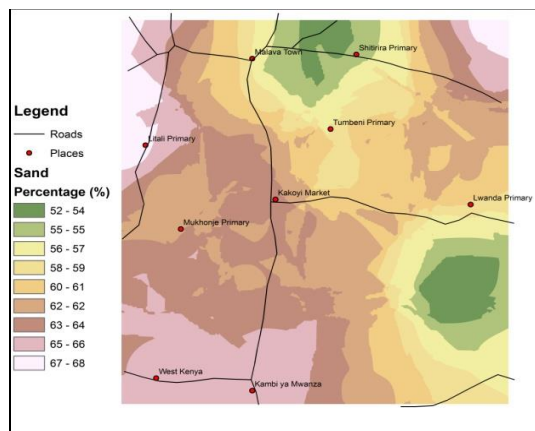 Legend
Roads
Places
Sand
Percentage (%)
52 - 54
55 - 55
56 - 57
58 - 59
60 - 61
62 - 62
63 - 64
65 - 66
67 - 68
Malava Town
Shitirira Primary
Tumbeni Primary
Litali Primary
Kakoyi Market
Lwanda Primary
Mukhonje Primary
West Kenya
Kambi ya Mwanza